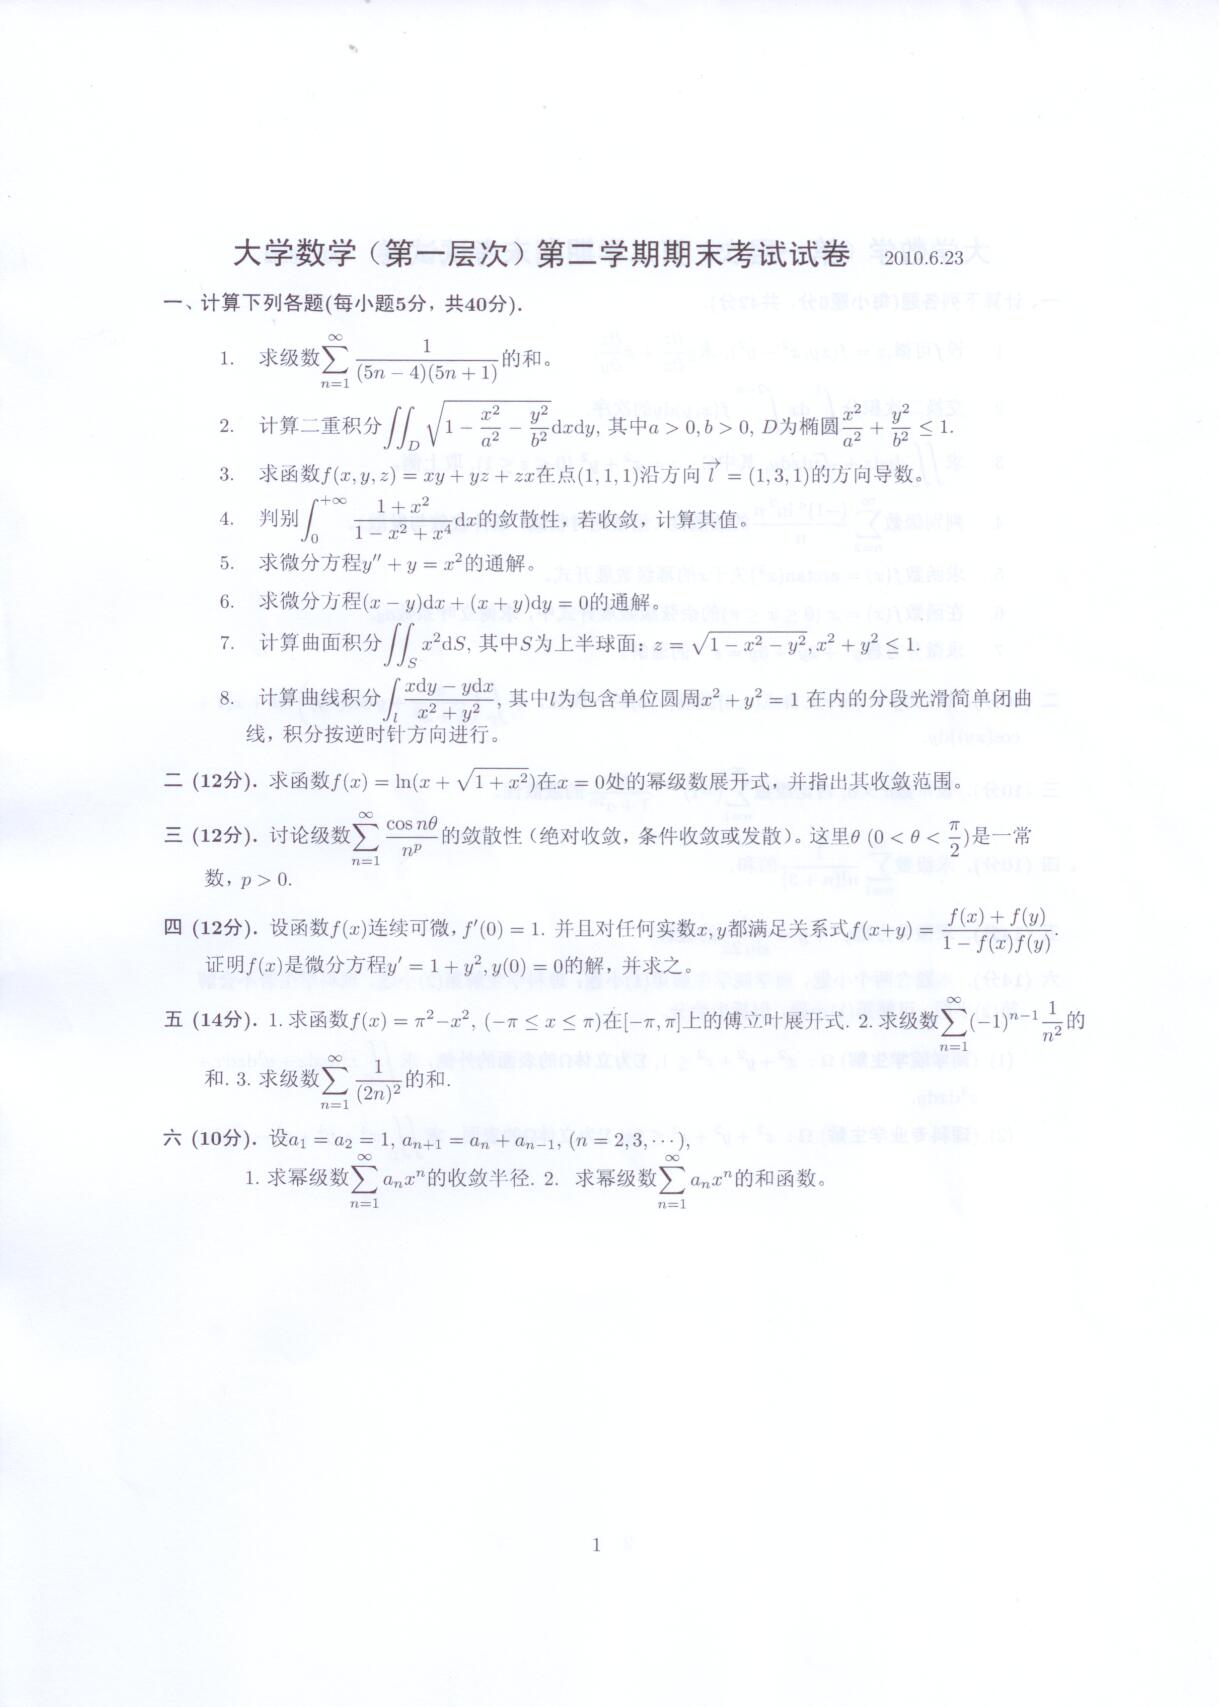 大学数学（第一层次）第二学期期末考试试卷 2010.6.23
一、计算下列各题(每小题5分，共40分).
1. 求级数$\sum_{n=1}^{\infty}\frac{1}{(5n-4)(5n+1)}$的和。
2. 计算二重积分$\iint_D\sqrt{1-\frac{x^2}{a^2}-\frac{y^2}{b^2}}\mathrm{d}x\mathrm{d}y$, 其中$a>0,b>0$, $D$为椭圆$\frac{x^2}{a^2}+\frac{y^2}{b^2}\leq 1$.
3. 求函数$f(x,y,z)=xy+yz+zx$在点$(1,1,1)$沿方向$\overrightarrow{l}=(1,3,1)$的方向导数。
4. 判别$\int_0^{+\infty}\frac{1+x^2}{1-x^2+x^4}\mathrm{d}x$的敛散性，若收敛，计算其值。
5. 求微分方程$y''+y=x^2$的通解。
6. 求微分方程$(x-y)\mathrm{d}x+(x+y)\mathrm{d}y=0$的通解。
7. 计算曲面积分$\iint_S x^2\mathrm{d}S$, 其中$S$为上半球面：$z=\sqrt{1-x^2-y^2},x^2+y^2\leq 1$.
8. 计算曲线积分$\int_l\frac{x\mathrm{d}y-y\mathrm{d}x}{x^2+y^2}$, 其中$l$为包含单位圆周$x^2+y^2=1$ 在内的分段光滑简单闭曲
线，积分按逆时针方向进行。
二 (12分). 求函数$f(x)=\ln(x+\sqrt{1+x^2})$在$x=0$处的幂级数展开式，并指出其收敛范围。
三 (12分). 讨论级数$\sum_{n=1}^{\infty}\frac{\cos n\theta}{n^p}$的敛散性（绝对收敛，条件收敛或发散）。这里$\theta$ $(0<\theta<\frac{\pi}{2})$是一常
数，$p>0$.
四 (12分). 设函数$f(x)$连续可微，$f'(0)=1$. 并且对任何实数$x,y$都满足关系式$f(x+y)=\frac{f(x)+f(y)}{1-f(x)f(y)}$.
证明$f(x)$是微分方程$y'=1+y^2,y(0)=0$的解，并求之。
五 (14分). 1. 求函数$f(x)=\pi^2-x^2$, $(-\pi\leq x\leq\pi)$在$[-\pi,\pi]$上的傅立叶展开式. 2. 求级数$\sum_{n=1}^{\infty}(-1)^{n-1}\frac{1}{n^2}$的
和. 3. 求级数$\sum_{n=1}^{\infty}\frac{1}{(2n)^2}$的和.
六 (10分). 设$a_1=a_2=1,a_{n+1}=a_n+a_{n-1},(n=2,3,\cdots)$,
1. 求幂级数$\sum_{n=1}^{\infty}a_nx^n$的收敛半径. 2. 求幂级数$\sum_{n=1}^{\infty}a_nx^n$的和函数。
1